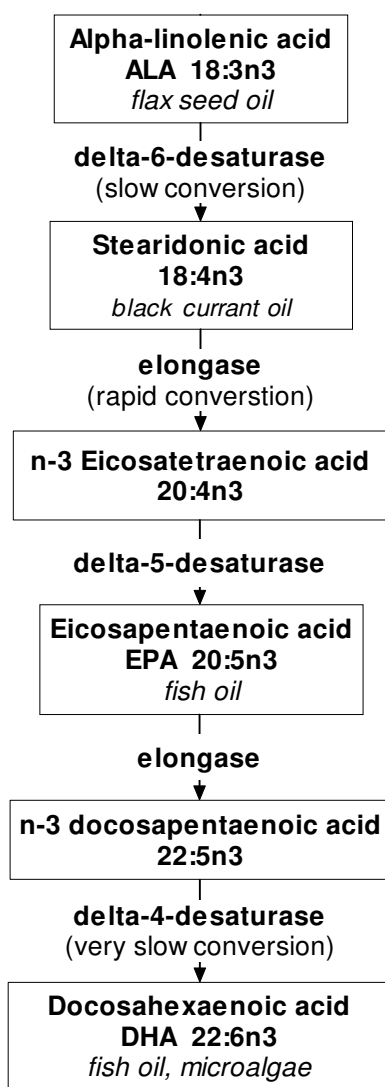 Alpha-linolenic acid
ALA 18:3n3
flax seed oil
delta-6-desaturase
(slow conversion)
Stearidonic acid
18:4n3
black currant oil
elongase
(rapid converstion)
n-3 Eicosatetraenoic acid
20:4n3
delta-5-desaturase
Eicosapentaenoic acid
EPA 20:5n3
fish oil
elongase
n-3 docosapentaenoic acid
22:5n3
delta-4-desaturase
(very slow conversion)
Docosahexaenoic acid
DHA 22:6n3
fish oil, microalgae